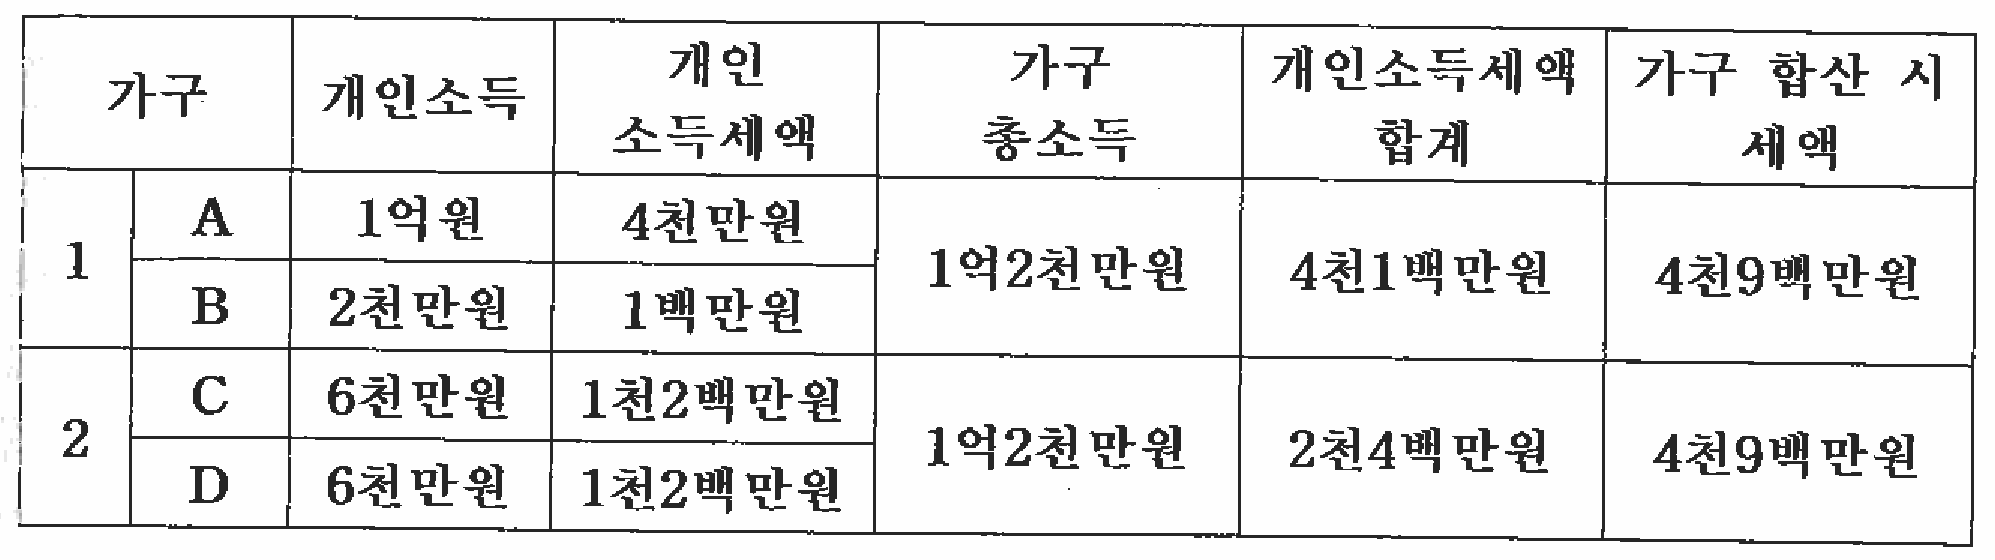 가구 개인소득 개인 소득세액 가구 총소득 개인소득세액 합계 가구 합산 시 세액
1 A 1억원 4천만원 1억2천만원 4천1백만원 4천9백만원
B 2천만원 1백만원
2 C 6천만원 1천2백만원 1억2천만원 2천4백만원 4천9백만원
D 6천만원 1천2백만원